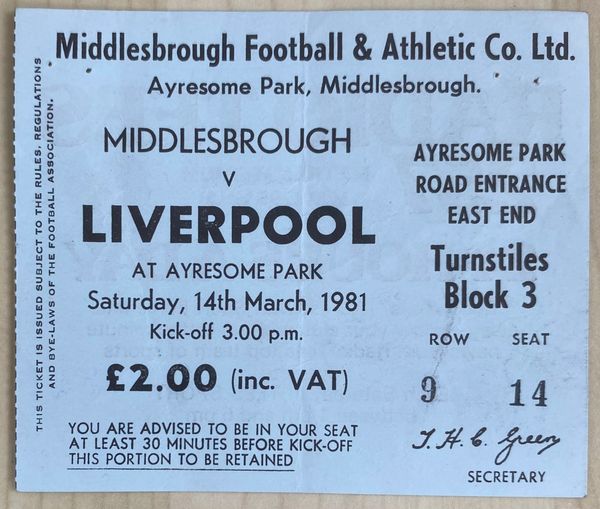 Middlesbrough Football & Athletic Co. Ltd.
Ayresome Park, Middlesbrough.
MIDDLESBROUGH
V
LIVERPOOL
AT AYRESOME PARK
Saturday, 14th March, 1981
Kick-off 3.00 p.m.
£2.00 (inc. VAT)
YOU ARE ADVISED TO BE IN YOUR SEAT
AT LEAST 30 MINUTES BEFORE KICK-OFF
THIS PORTION TO BE RETAINED
AYRESOME PARK
ROAD ENTRANCE
EAST END
Turnstiles
Block 3
ROW SEAT
9 14
J. H. C. Green
SECRETARY
THIS TICKET IS ISSUED SUBJECT TO THE RULES, REGULATIONS
AND BYE-LAWS OF THE FOOTBALL ASSOCIATION.